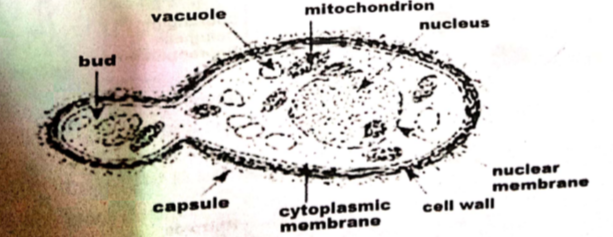 mitochondrion
vacuole
nucleus
bud
nuclear
membrane
capsule
cytoplasmic
membrane
cell wall